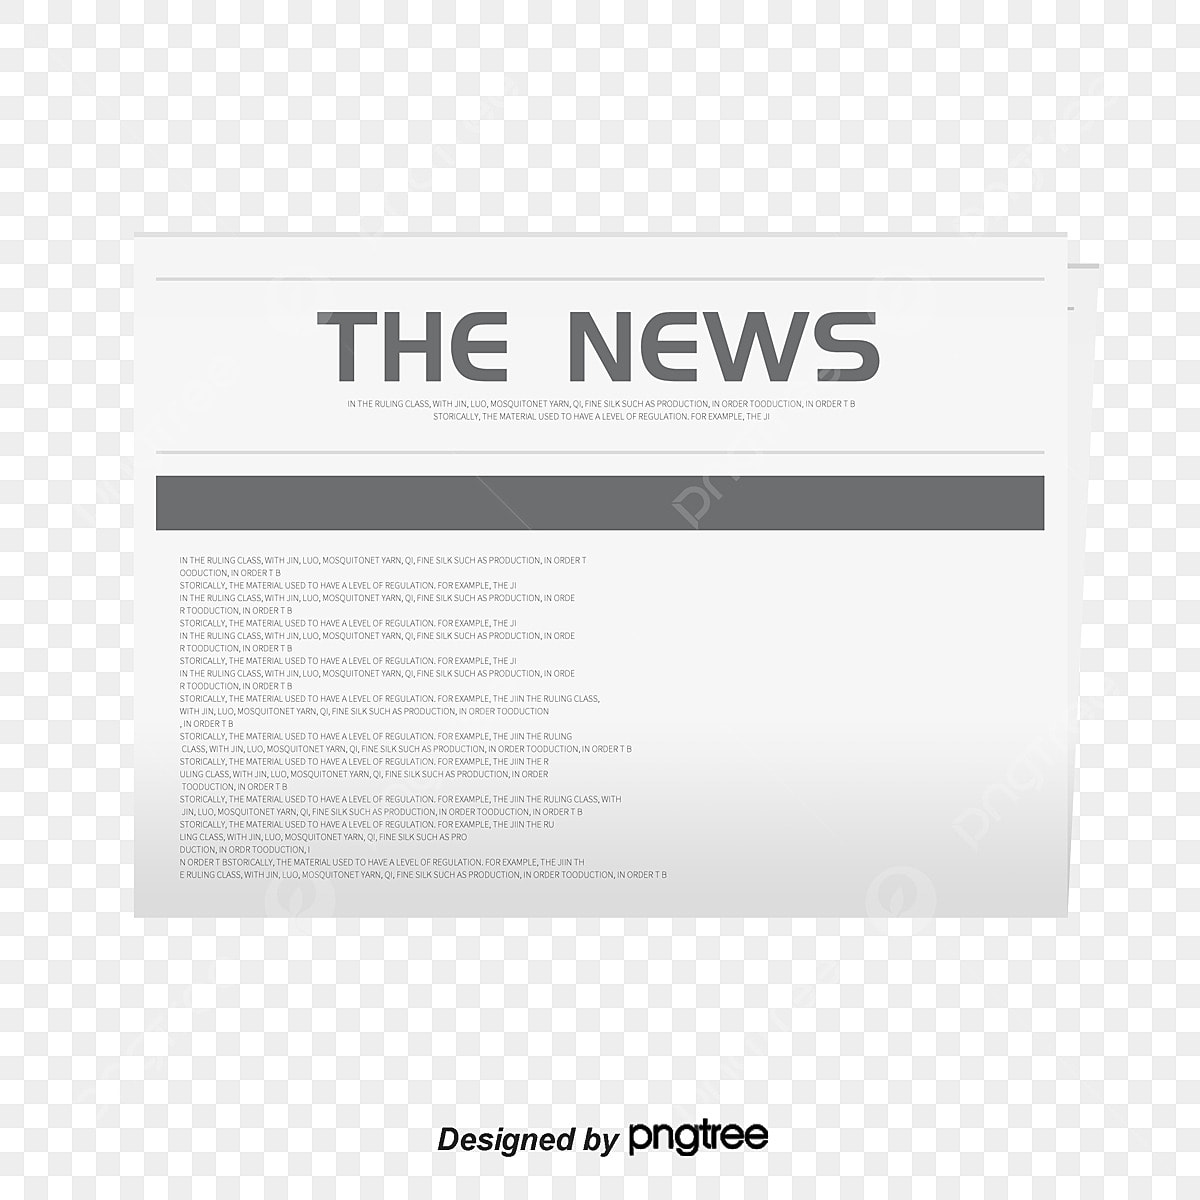 THE NEWS
IN THE RULING CLASS, WITH JIN, LUO, MOSQUITONET YARN, QI, FINE SILK SUCH AS PRODUCTION, IN ORDER TOODUCTION, IN ORDER T B
STORICALLY, THE MATERIAL USED TO HAVE A LEVEL OF REGULATION. FOR EXAMPLE, THE JI
IN THE RULING CLASS, WITH JIN, LUO, MOSQUITONET YARN, QI, FINE SILK SUCH AS PRODUCTION, IN ORDER T
OODUCTION, IN ORDER T B
STORICALLY, THE MATERIAL USED TO HAVE A LEVEL OF REGULATION. FOR EXAMPLE, THE JI
IN THE RULING CLASS, WITH JIN, LUO, MOSQUITONET YARN, QI, FINE SILK SUCH AS PRODUCTION, IN ORDE
R TOODUCTION, IN ORDER T B
STORICALLY, THE MATERIAL USED TO HAVE A LEVEL OF REGULATION. FOR EXAMPLE, THE JI
IN THE RULING CLASS, WITH JIN, LUO, MOSQUITONET YARN, QI, FINE SILK SUCH AS PRODUCTION, IN ORDE
R TOODUCTION, IN ORDER T B
STORICALLY, THE MATERIAL USED TO HAVE A LEVEL OF REGULATION. FOR EXAMPLE, THE JI
IN THE RULING CLASS, WITH JIN, LUO, MOSQUITONET YARN, QI, FINE SILK SUCH AS PRODUCTION, IN ORDE
R TOODUCTION, IN ORDER T B
STORICALLY, THE MATERIAL USED TO HAVE A LEVEL OF REGULATION. FOR EXAMPLE, THE JIIN THE RULING CLASS,
WITH JIN, LUO, MOSQUITONET YARN, QI, FINE SILK SUCH AS PRODUCTION, IN ORDER TOODUCTION
, IN ORDER T B
STORICALLY, THE MATERIAL USED TO HAVE A LEVEL OF REGULATION. FOR EXAMPLE, THE JIIN THE RULING
CLASS, WITH JIN, LUO, MOSQUITONET YARN, QI, FINE SILK SUCH AS PRODUCTION, IN ORDER TOODUCTION, IN ORDER T B
STORICALLY, THE MATERIAL USED TO HAVE A LEVEL OF REGULATION. FOR EXAMPLE, THE JIIN THE R
ULING CLASS, WITH JIN, LUO, MOSQUITONET YARN, QI, FINE SILK SUCH AS PRODUCTION, IN ORDER
TOODUCTION, IN ORDER T B
STORICALLY, THE MATERIAL USED TO HAVE A LEVEL OF REGULATION. FOR EXAMPLE, THE JIIN THE RULING CLASS, WITH
JIN, LUO, MOSQUITONET YARN, QI, FINE SILK SUCH AS PRODUCTION, IN ORDER TOODUCTION, IN ORDER T B
STORICALLY, THE MATERIAL USED TO HAVE A LEVEL OF REGULATION. FOR EXAMPLE, THE JIIN THE RU
LING CLASS, WITH JIN, LUO, MOSQUITONET YARN, QI, FINE SILK SUCH AS PRO
DUCTION, IN ORDR TOODUCTION, I
N ORDER T BSTORICALLY, THE MATERIAL USED TO HAVE A LEVEL OF REGULATION. FOR EXAMPLE, THE JIIN TH
E RULING CLASS, WITH JIN, LUO, MOSQUITONET YARN, QI, FINE SILK SUCH AS PRODUCTION, IN ORDER TOODUCTION, IN ORDER T B
Designed by pngtree